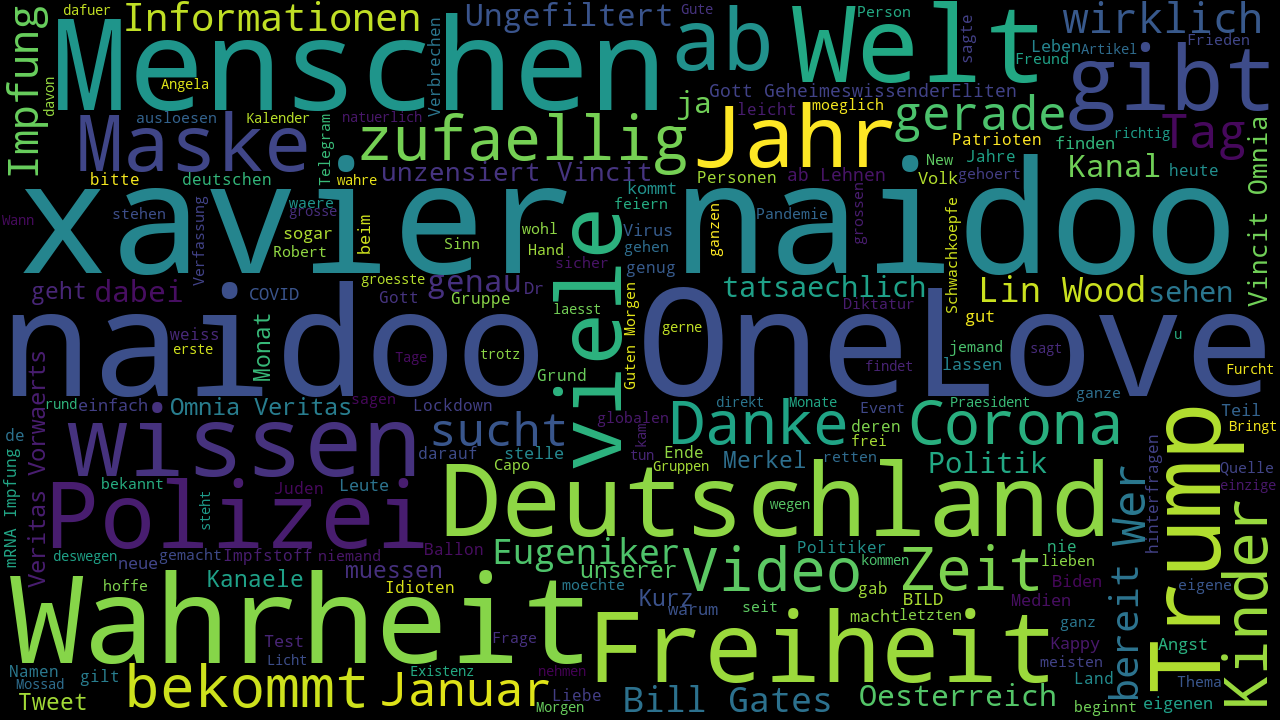 dafuer
Informationen
Ungefiltert
Gute
Person
wirklich
Impfung
Menschen
ab
Welt
sagte
Leben
Artikel
Frieden
Freund
gibt
davon
Angela
Verbrechen
ja
Gott GeheimeswissenderEliten
leicht
moeglich
gerade
Tag
Maske
ausloesen
Kalender
natuerlich
Telegram
zufaellig
Jahr
Patrioten
finden
richtig
Vincit Omnia
bitte
deutschen
wahre
unzensiert Vincit
Personen
ab Lehnen
New
Jahre
Volk
gehoert
Kanal
heute
xavier naidoo
kommt
feiern
waere
Wann
stehen
Verfassung
grosse
sogar
Robert
beim
Sinn
wohl
Hand
sicher
viele
Virus
gehen
genug
ganzen
Pandemie
grossen
Schwachkoepfe
geht
dabei
COVID
groesste
Gott
genau
Gruppe
Dr
laesst
Guten Morgen
tatsaechlich
Diktatur
Lin Wood
sehen
gut
naidoo OneLove
weiss
erste
Monat
Tage
trotz
Grund
gerne
findet
jemand
lassen
sagt
u
Furcht
Veritas Vorwaerts
rund
einfach
Omnia Veritas
sagen
Lockdown
globalen
direkt
Monate
Event
Praesident
ganze
Teil
Bringt
de
wissen
sucht
darauf
stelle
kam
tun
Danke
deren
frei
Corona
Ende
Gruppen
Merkel
retten
Politik
hinterfragen
Quelle
einzige
mRNA Impfung
bekannt
Capo
Juden
Leute
steht
Polizei
Deutschland
wegen
bereit Wer
Trump
Kinder
deswegen
neue
gemacht
Impfstoff
niemand
Ballon
Eugeniker
unserer
Video
Politiker
kommen
Zeit
nie
lieben
hoffe
Kanaele
muessen
Idioten
moechte
Kurz
warum
seit
gab
BILD
Biden
Medien
eigene
Wahrheit
Test
Licht
Frage
Freiheit
macht
letzten
ganz
Kappy
meisten
Angst
Namen
Mossad
gilt
Existenz
nehmen
Land
Thema
Tweet
bekommt
Januar
Liebe
Morgen
Bill Gates
Oesterreich
beginnt
eigenen